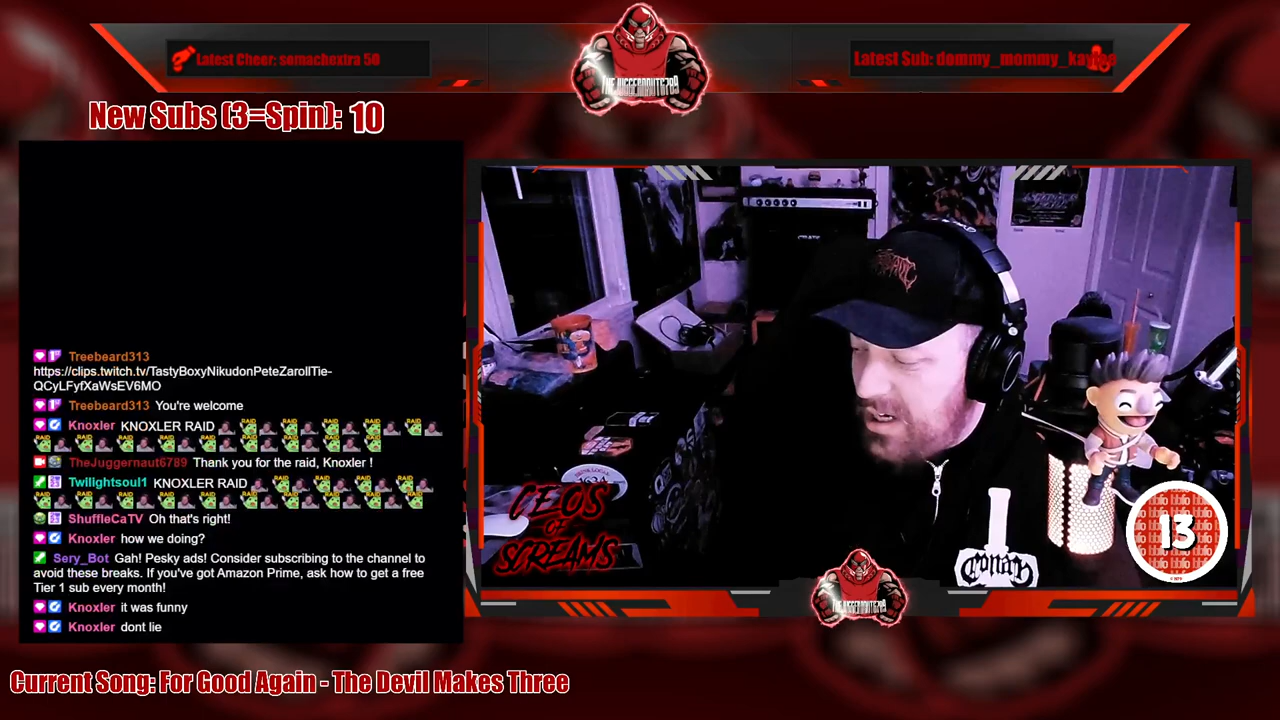 Latest Cheer: somachextra 50
THEJUGGERNAUT6789
Latest Sub: dommy_mommy_kaylee
New Subs (3=Spin): 10
Treebeard313
https://clips.twitch.tv/TastyBoxyNikudonPeteZarollTie-
QCyLFyfXaWsEV6MO
Treebeard313 You're welcome
Knoxler KNOXLER RAID
TheJuggernaut6789 Thank you for the raid, Knoxler !
Twilightsoul1 KNOXLER RAID
ShuffleCaTV Oh that's right!
Knoxler how we doing?
Sery_Bot Gah! Pesky ads! Consider subscribing to the channel to
avoid these breaks. If you've got Amazon Prime, ask how to get a free
Tier 1 sub every month!
Knoxler it was funny
Knoxler dont lie
CEO'S
OF
SCREAMS
Conan
13
THEJUGGERNAUT6789
Current Song: For Good Again - The Devil Makes Three